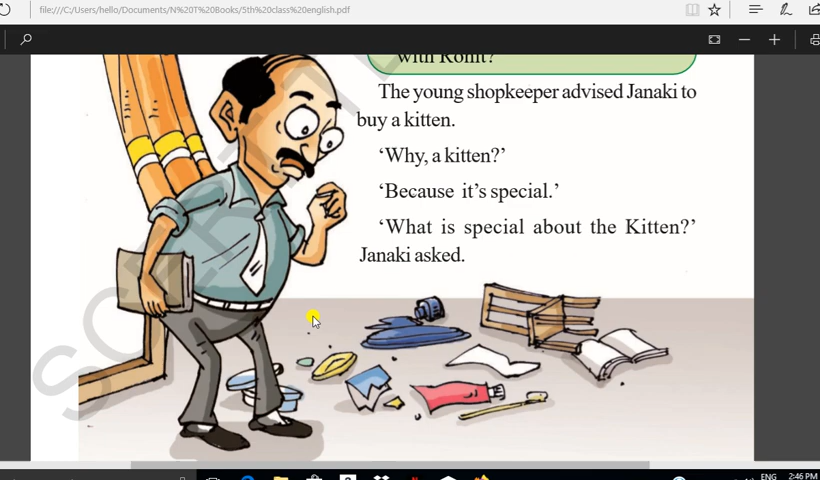 file:///C:/Users/hello/Documents/N%20T%20Books/5th%20class%20english.pdf
with Rohit?
The young shopkeeper advised Janaki to
buy a kitten.
‘Why, a kitten?’
‘Because it’s special.’
‘What is special about the Kitten?’
Janaki asked.
ENG
2:46 PM